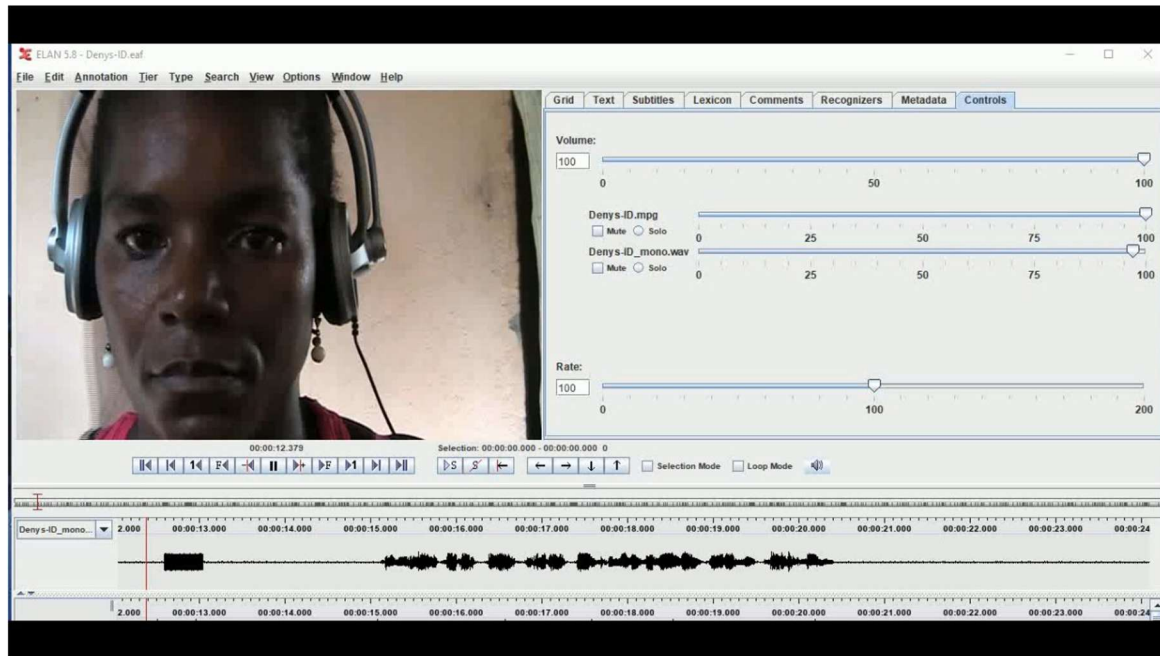 ELAN 5.8 - Denys-ID.eaf
File Edit Annotation Tier Type Search View Options Window Help
Grid Text Subtitles Lexicon Comments Recognizers Metadata Controls
Volume:
100
0 50 100
Denys-ID.mpg
Mute Solo
0 25 50 75 100
Denys-ID_mono.wav
Mute Solo
0 25 50 75 100
Rate:
100
0 100 200
00:00:12.379 Selection: 00:00:00.000 - 00:00:00.000 0
1 F F 1 S S Selection Mode Loop Mode
Denys-ID_mono... 2.000 00:00:13.000 00:00:14.000 00:00:15.000 00:00:16.000 00:00:17.000 00:00:18.000 00:00:19.000 00:00:20.000 00:00:21.000 00:00:22.000 00:00:23.000 00:00:24
2.000 00:00:13.000 00:00:14.000 00:00:15.000 00:00:16.000 00:00:17.000 00:00:18.000 00:00:19.000 00:00:20.000 00:00:21.000 00:00:22.000 00:00:23.000 00:00:24